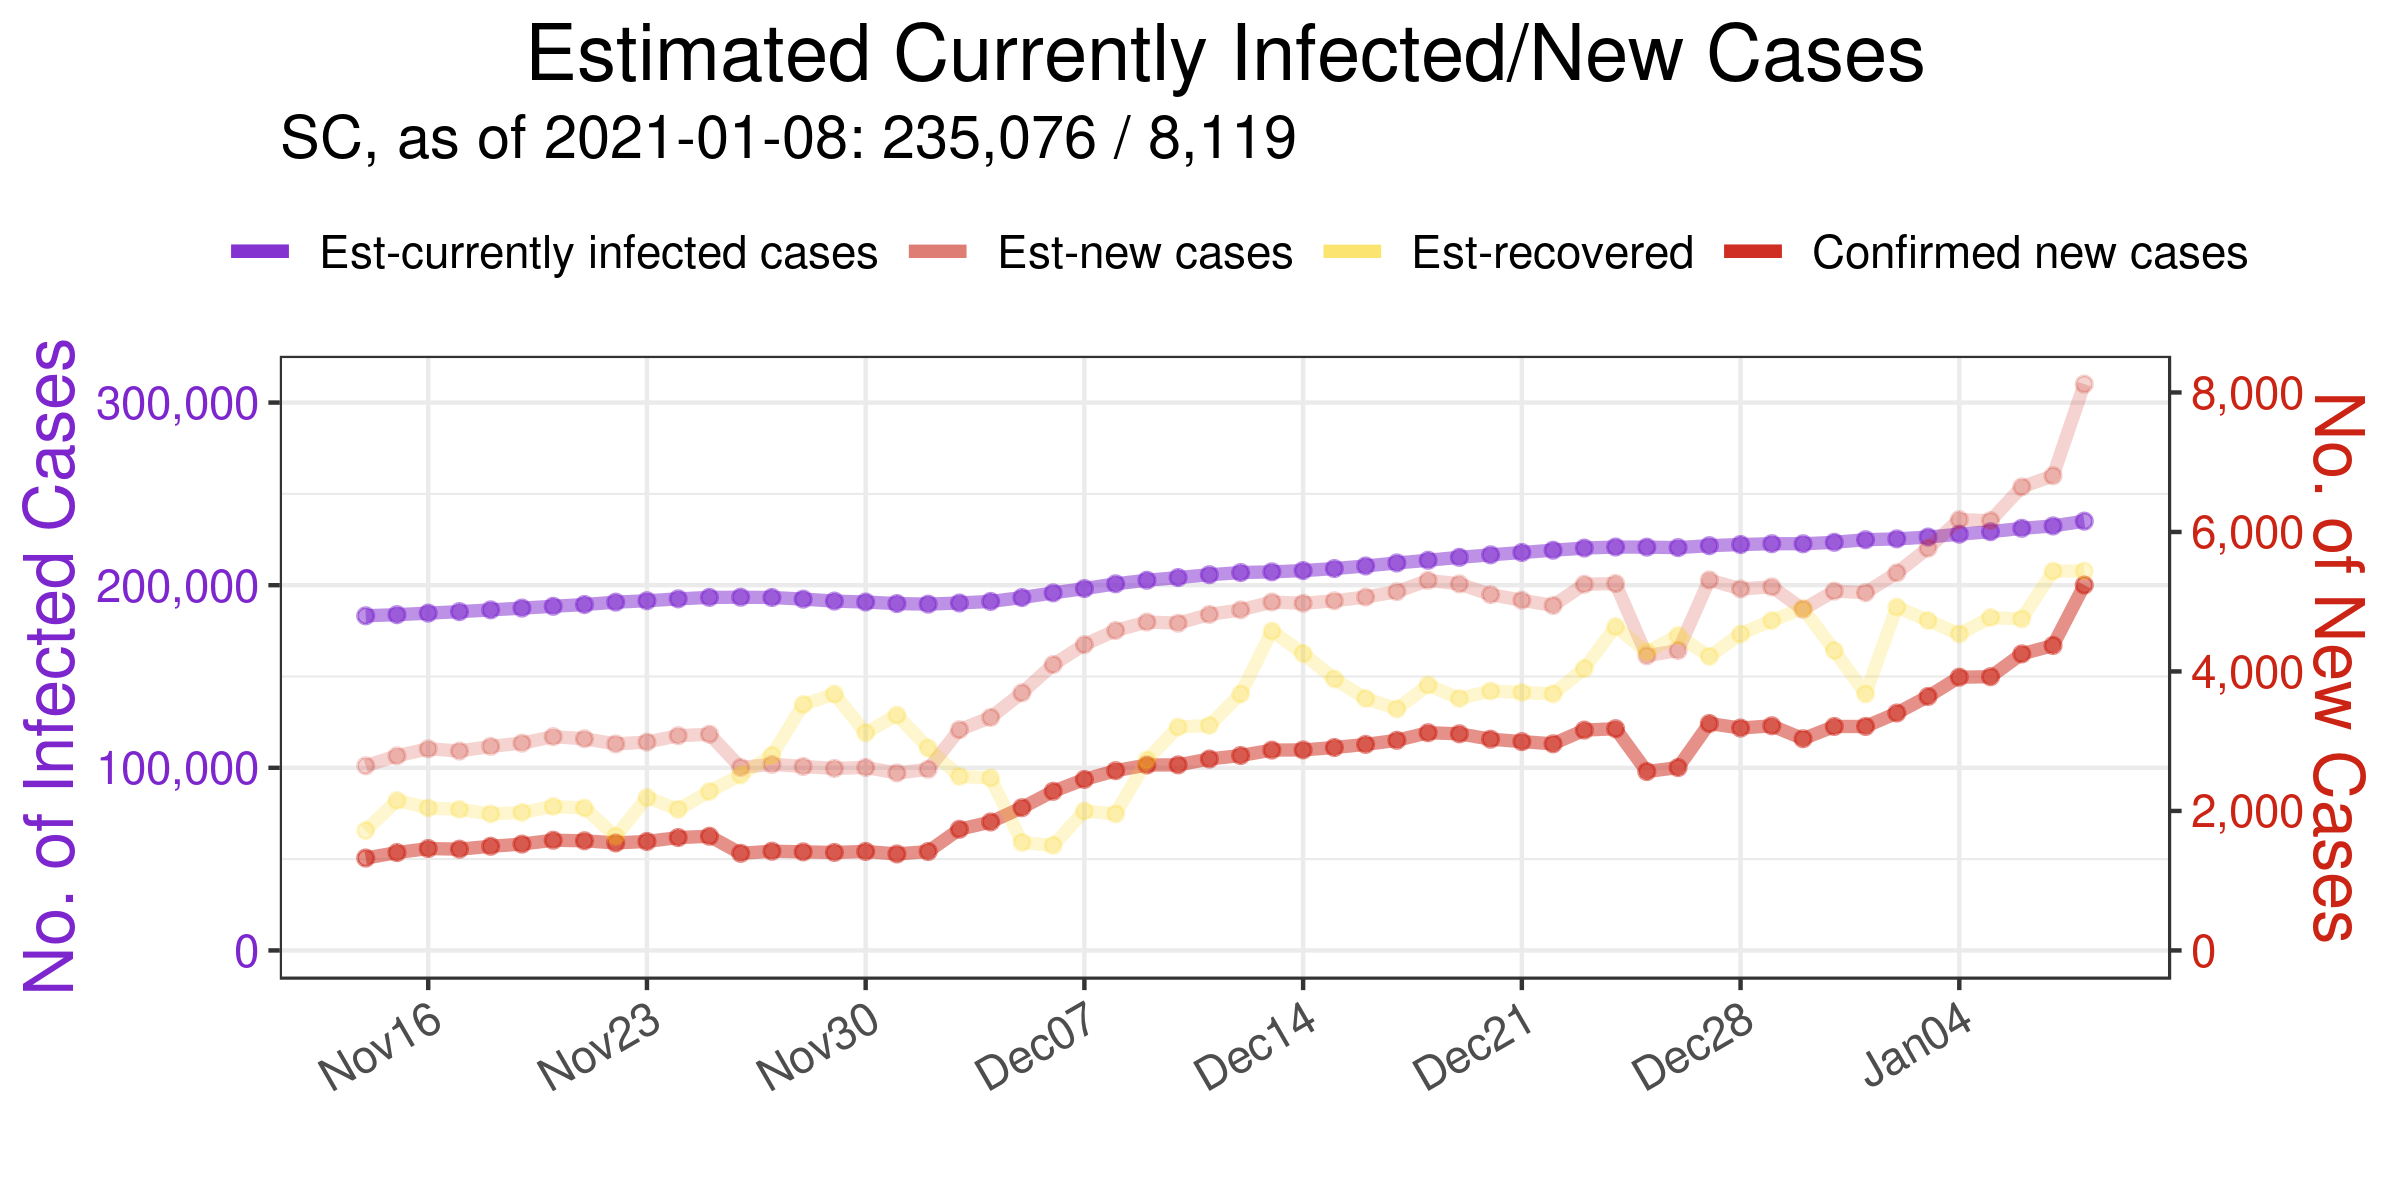 Estimated Currently Infected/New Cases
SC, as of 2021-01-08: 235,076 / 8,119
Est-currently infected cases Est-new cases Est-recovered Confirmed new cases
No. of Infected Cases
300,000
200,000
100,000
0
8,000
6,000
4,000
2,000
0
No. of New Cases
Nov16 Nov23 Nov30 Dec07 Dec14 Dec21 Dec28 Jan04